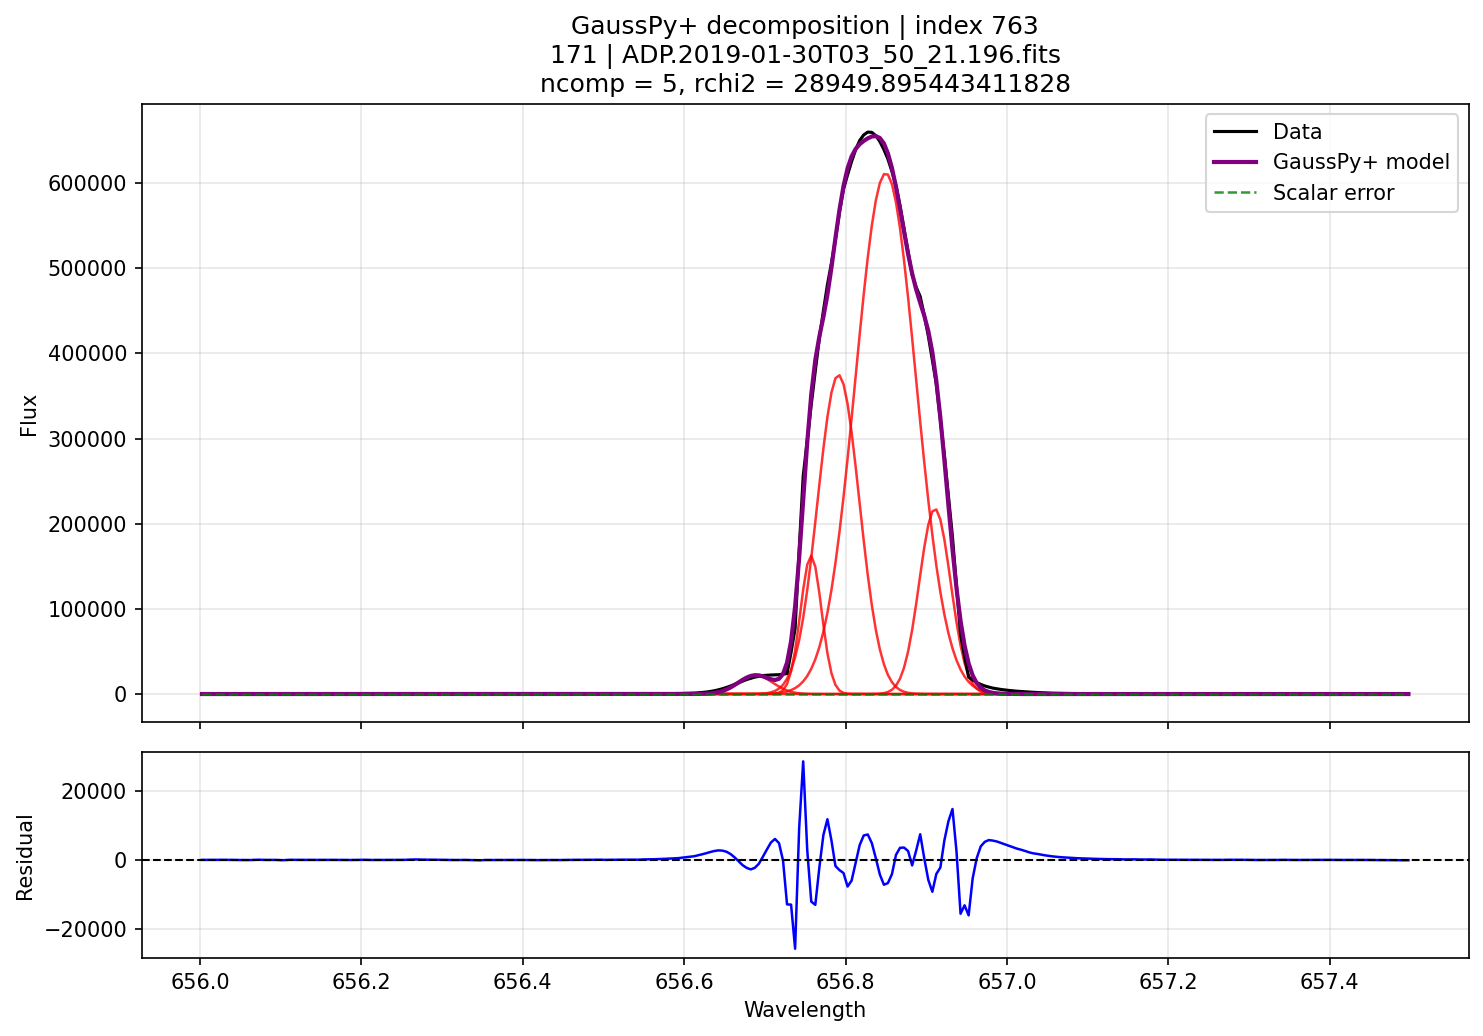 GaussPy+ decomposition | index 763
171 | ADP.2019-01-30T03_50_21.196.fits
ncomp = 5, rchi2 = 28949.895443411828
Data
GaussPy+ model
Scalar error
600000
500000
400000
300000
200000
100000
0
Flux
20000
0
−20000
Residual
656.0 656.2 656.4 656.6 656.8 657.0 657.2 657.4
Wavelength